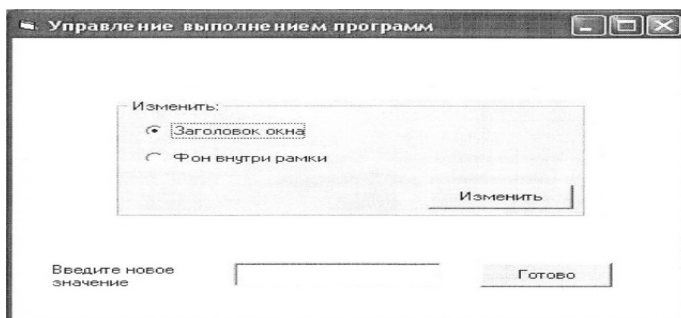 Управление выполнением программ
Изменить:
Заголовок окна
Фон внутри рамки
Изменить
Введите новое
значение
Готово